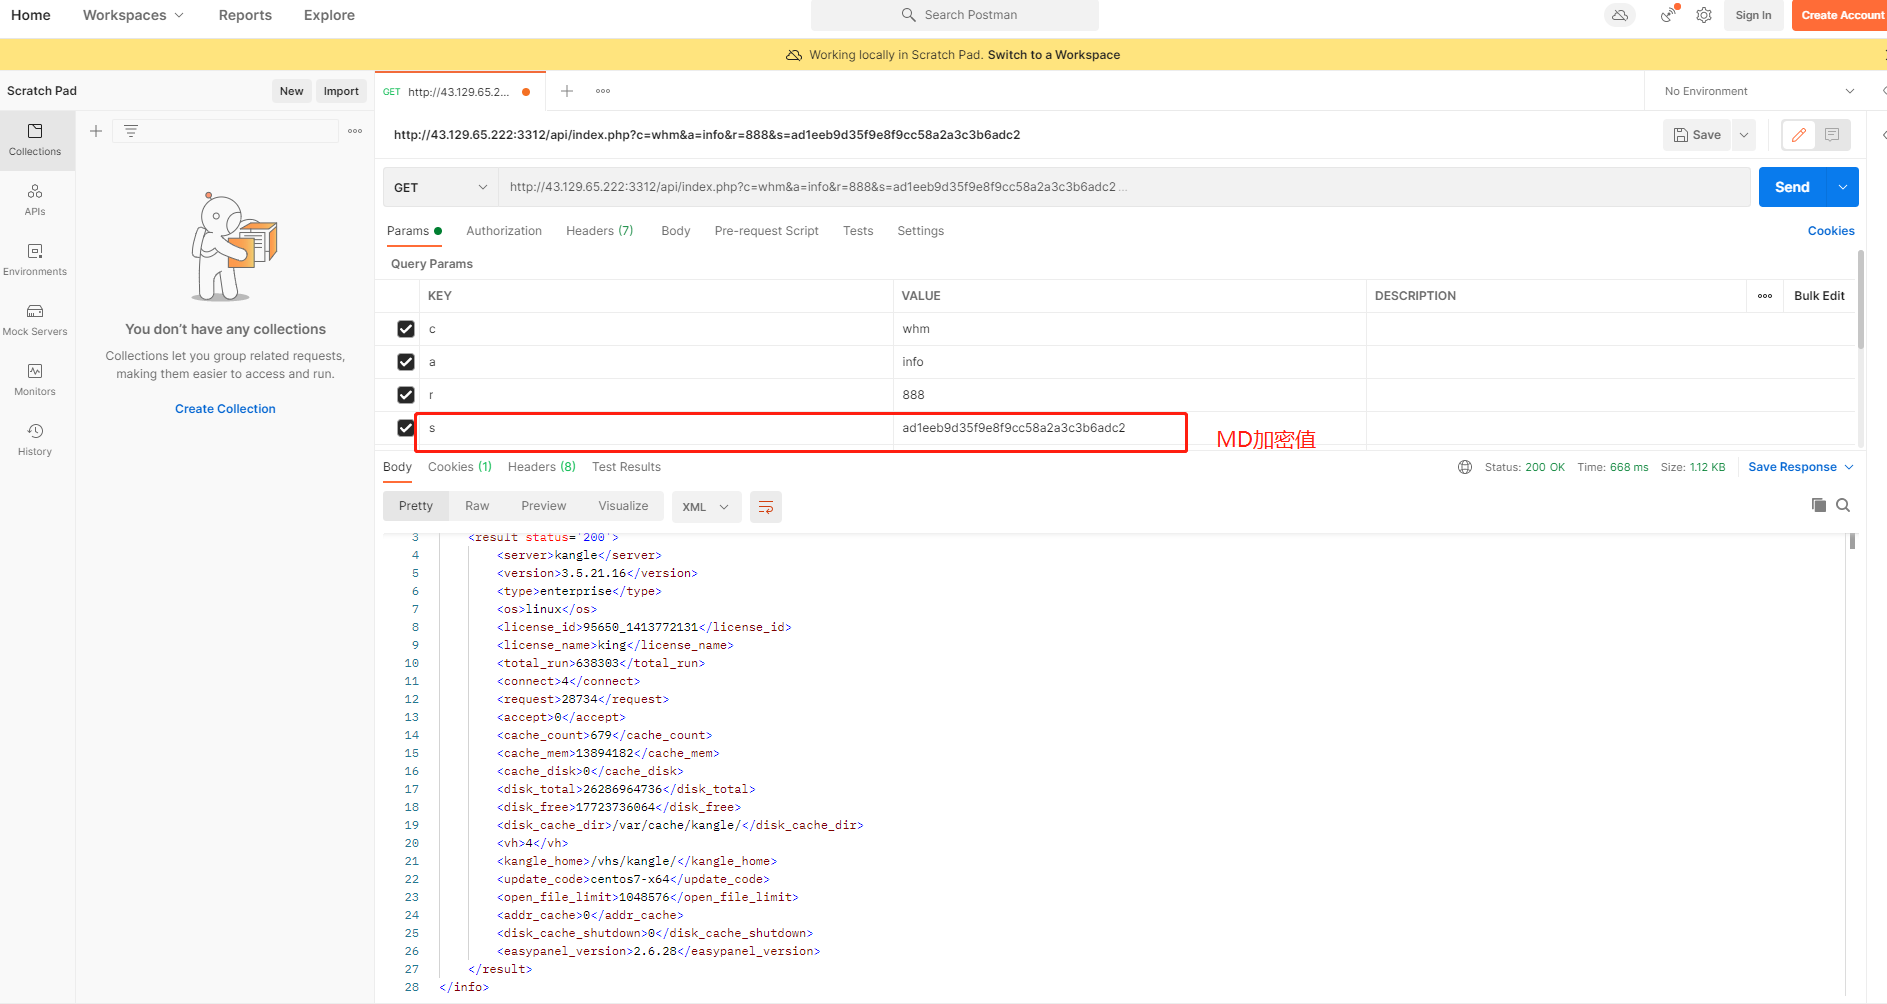 Home Workspaces Reports Explore Search Postman Sign In Create Account
Working locally in Scratch Pad. Switch to a Workspace
Scratch Pad New Import GET http://43.129.65.2... No Environment
http://43.129.65.222:3312/api/index.php?c=whm&a=info&r=888&s=ad1eeb9d35f9e8f9cc58a2a3c3b6adc2 Save
Collections
GET http://43.129.65.222:3312/api/index.php?c=whm&a=info&r=888&s=ad1eeb9d35f9e8f9cc58a2a3c3b6adc2 ... Send
APIs
Params Authorization Headers (7) Body Pre-request Script Tests Settings Cookies
Query Params
Environments
KEY VALUE DESCRIPTION Bulk Edit
Mock Servers
You don't have any collections
Collections let you group related requests,
making them easier to access and run.
Create Collection
c whm
a info
Monitors
r 888
s ad1eeb9d35f9e8f9cc58a2a3c3b6adc2
MD加密值
History
Body Cookies (1) Headers (8) Test Results Status: 200 OK Time: 668 ms Size: 1.12 KB Save Response
Pretty Raw Preview Visualize XML
3 <result status='200'>
4 <server>kangle</server>
5 <version>3.5.21.16</version>
6 <type>enterprise</type>
7 <os>linux</os>
8 <license_id>95650_1413772131</license_id>
9 <license_name>king</license_name>
10 <total_run>638303</total_run>
11 <connect>4</connect>
12 <request>28734</request>
13 <accept>0</accept>
14 <cache_count>679</cache_count>
15 <cache_mem>13894182</cache_mem>
16 <cache_disk>0</cache_disk>
17 <disk_total>26286964736</disk_total>
18 <disk_free>17723736064</disk_free>
19 <disk_cache_dir>/var/cache/kangle/</disk_cache_dir>
20 <vh>4</vh>
21 <kangle_home>/vhs/kangle/</kangle_home>
22 <update_code>centos7-x64</update_code>
23 <open_file_limit>1048576</open_file_limit>
24 <addr_cache>0</addr_cache>
25 <disk_cache_shutdown>0</disk_cache_shutdown>
26 <easypanel_version>2.6.28</easypanel_version>
27 </result>
28 </info>